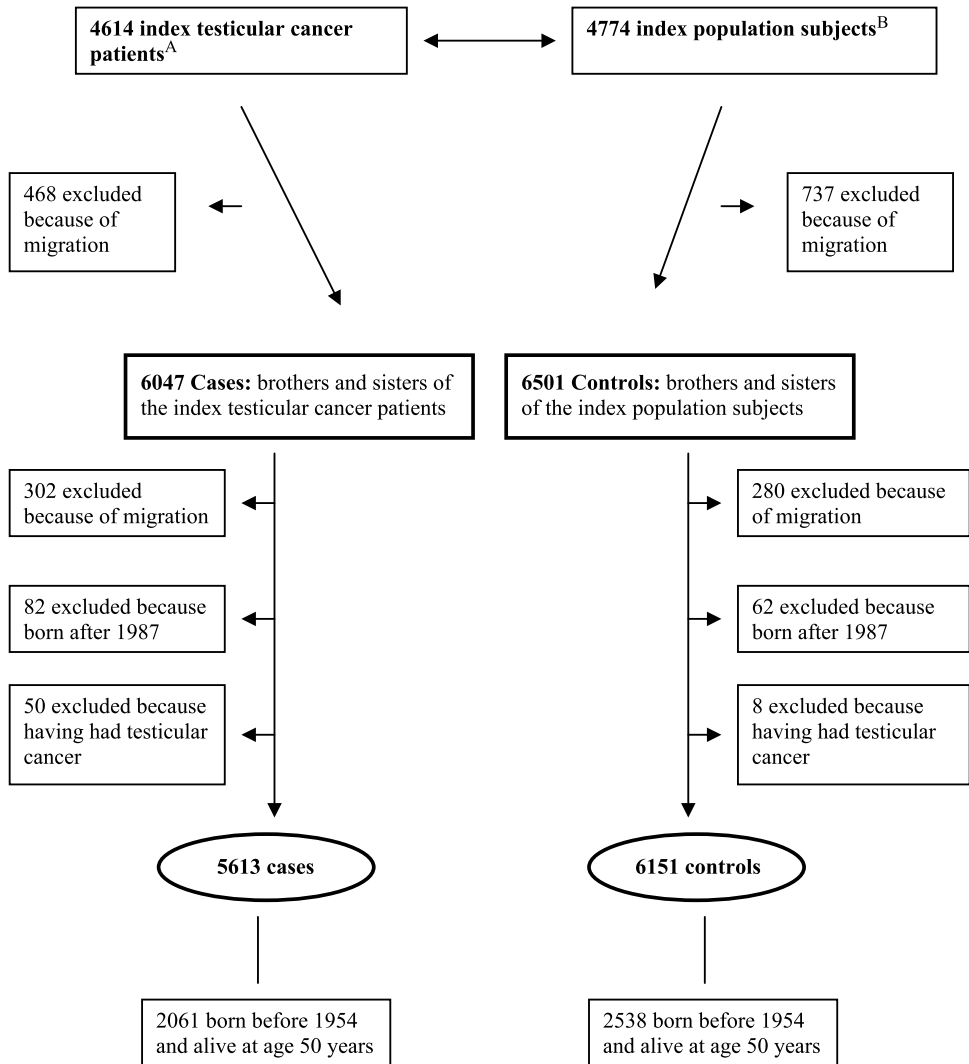 4614 index testicular cancer
patients^A
4774 index population subjects^B
468 excluded
because of
migration
737 excluded
because of
migration
6047 Cases: brothers and sisters of
the index testicular cancer patients
6501 Controls: brothers and sisters
of the index population subjects
302 excluded
because of migration
280 excluded because
of migration
82 excluded because
born after 1987
62 excluded because
born after 1987
50 excluded because
having had testicular
cancer
8 excluded because
having had testicular
cancer
5613 cases
6151 controls
2061 born before 1954
and alive at age 50 years
2538 born before 1954
and alive at age 50 years